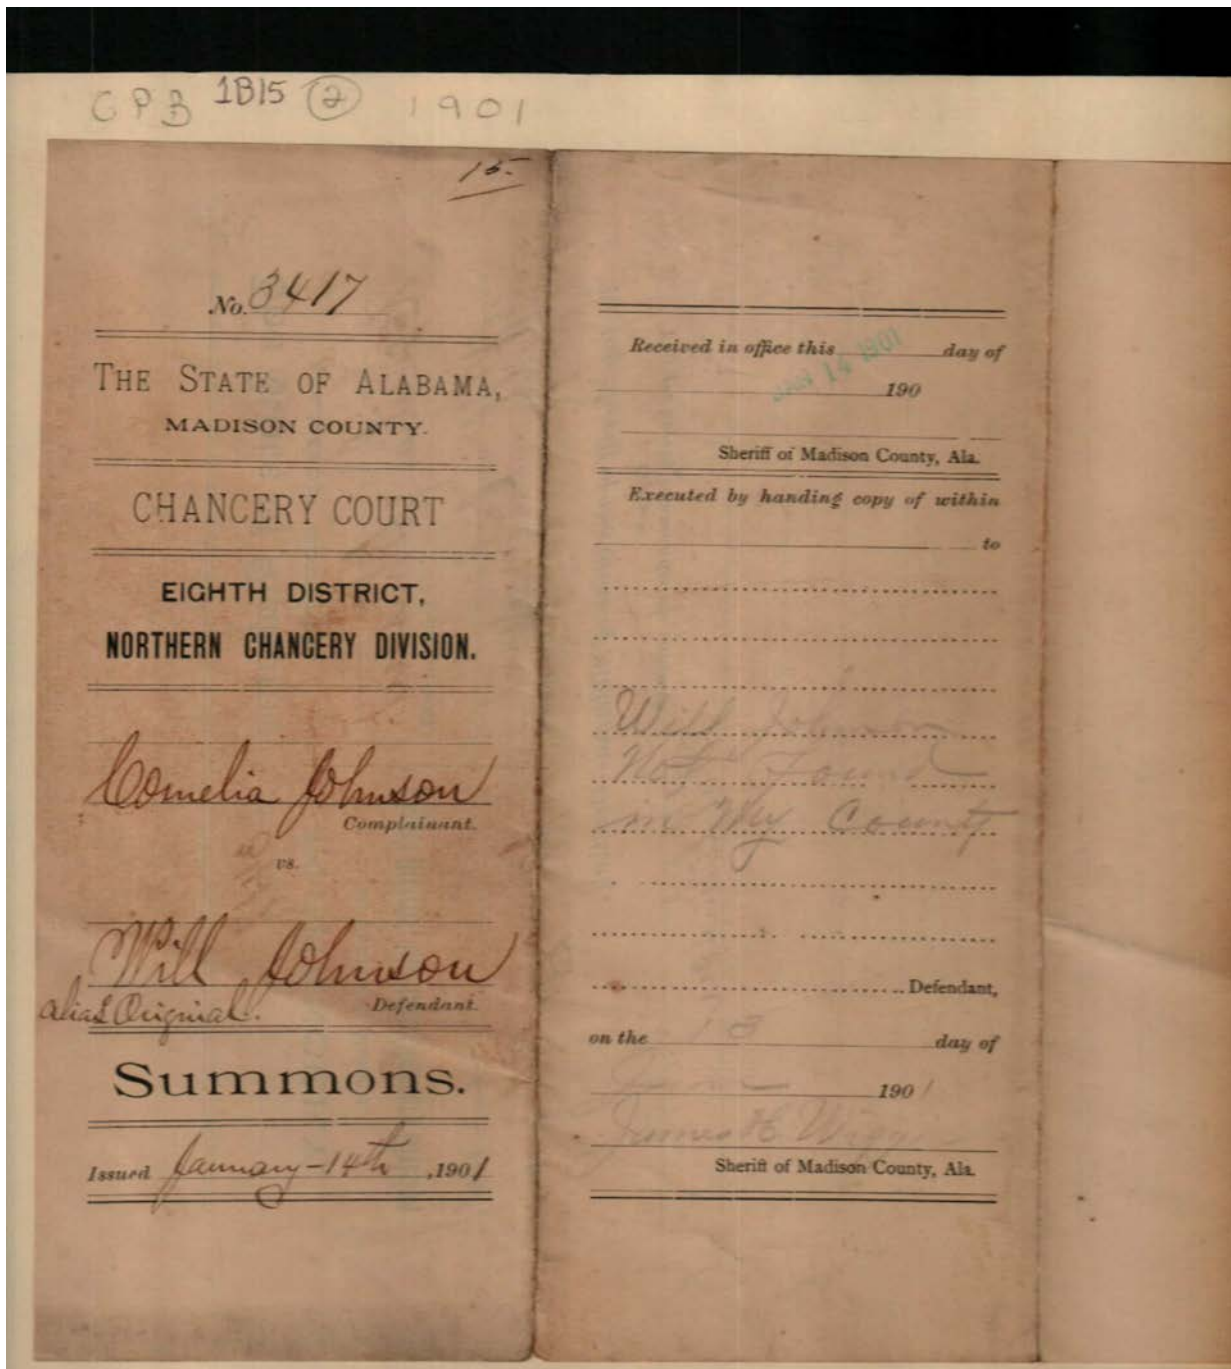 GPB 1B15 2 1901
15.
No. 3417
THE STATE OF ALABAMA,
MADISON COUNTY.
CHANCERY COURT
EIGHTH DISTRICT,
NORTHERN CHANCERY DIVISION.
Cornelia Johnson
Complainant.
vs.
Will Johnson
Defendant.
alias Original.
Summons.
Issued January-14th, 1901
Received in office this day of
JAN 14 1901
190
Sheriff of Madison County, Ala.
Executed by handing copy of within
to
Will Johnson
Not Found
in My County
Defendant,
on the 18 day of
1901
James H
Sheriff of Madison County, Ala.